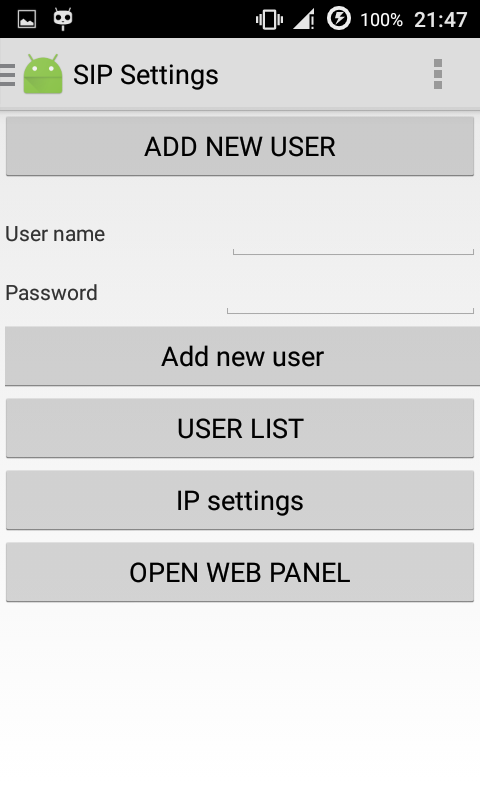 100% 21:47
SIP Settings
ADD NEW USER
User name
Password
Add new user
USER LIST
IP settings
OPEN WEB PANEL